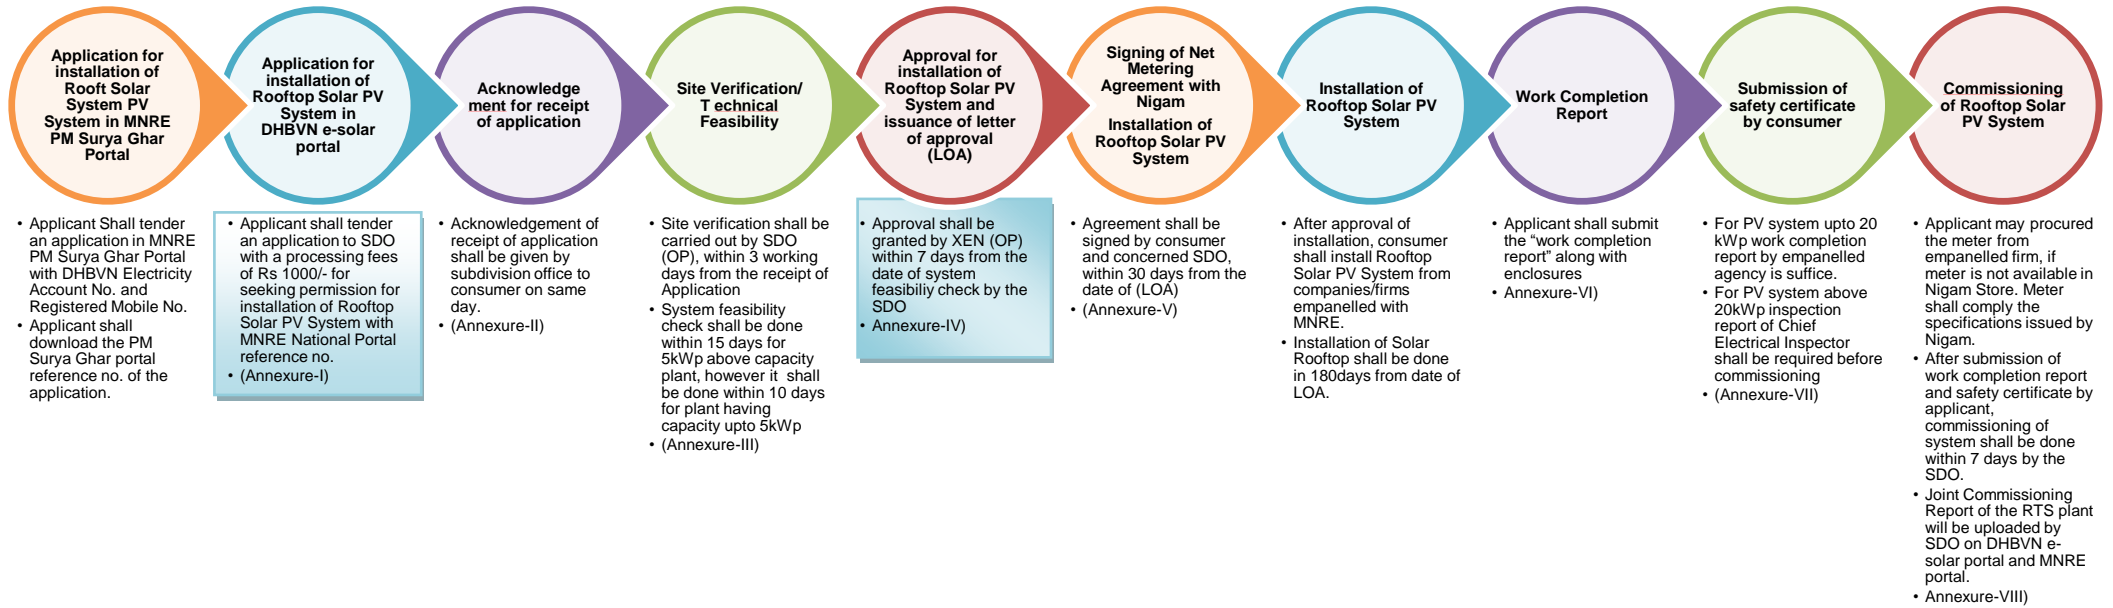 Application for
installation of
Rooft Solar
System PV
System in MNRE
PM Surya Ghar
Portal
• Applicant Shall tender
an application in MNRE
PM Surya Ghar Portal
with DHBVN Electricity
Account No. and
Registered Mobile No.
• Applicant shall
download the PM
Surya Ghar portal
reference no. of the
application.
Application for
installation of
Rooftop Solar PV
System in
DHBVN e-solar
portal
• Applicant shall tender
an application to SDO
with a processing fees
of Rs 1000/- for
seeking permission for
installation of Rooftop
Solar PV System with
MNRE National Portal
reference no.
• (Annexure-I)
Acknowledge
ment for receipt
of application
• Acknowledgement of
receipt of application
shall be given by
subdivision office to
consumer on same
day.
• (Annexure-II)
Site Verification/
T echnical
Feasibility
• Site verification shall be
carried out by SDO
(OP), within 3 working
days from the receipt of
Application
• System feasibility
check shall be done
within 15 days for
5kWp above capacity
plant, however it shall
be done within 10 days
for plant having
capacity upto 5kWp
• (Annexure-III)
Approval for
installation of
Rooftop Solar PV
System and
issuance of letter
of approval
(LOA)
• Approval shall be
granted by XEN (OP)
within 7 days from the
date of system
feasibiliy check by the
SDO
• Annexure-IV)
Signing of Net
Metering
Agreement with
Nigam
Installation of
Rooftop Solar PV
System
• Agreement shall be
signed by consumer
and concerned SDO,
within 30 days from the
date of (LOA)
• (Annexure-V)
Installation of
Rooftop Solar PV
System
• After approval of
installation, consumer
shall install Rooftop
Solar PV System from
companies/firms
empanelled with
MNRE.
• Installation of Solar
Rooftop shall be done
in 180days from date of
LOA.
Work Completion
Report
• Applicant shall submit
the “work completion
report” along with
enclosures
• Annexure-VI)
Submission of
safety certificate
by consumer
• For PV system upto 20
kWp work completion
report by empanelled
agency is suffice.
• For PV system above
20kWp inspection
report of Chief
Electrical Inspector
shall be required before
commissioning
• (Annexure-VII)
Commissioning
of Rooftop Solar
PV System
• Applicant may procured
the meter from
empanelled firm, if
meter is not available in
Nigam Store. Meter
shall comply the
specifications issued by
Nigam.
• After submission of
work completion report
and safety certificate by
applicant,
commissioning of
system shall be done
within 7 days by the
SDO.
• Joint Commissioning
Report of the RTS plant
will be uploaded by
SDO on DHBVN e-
solar portal and MNRE
portal.
• Annexure-VIII)